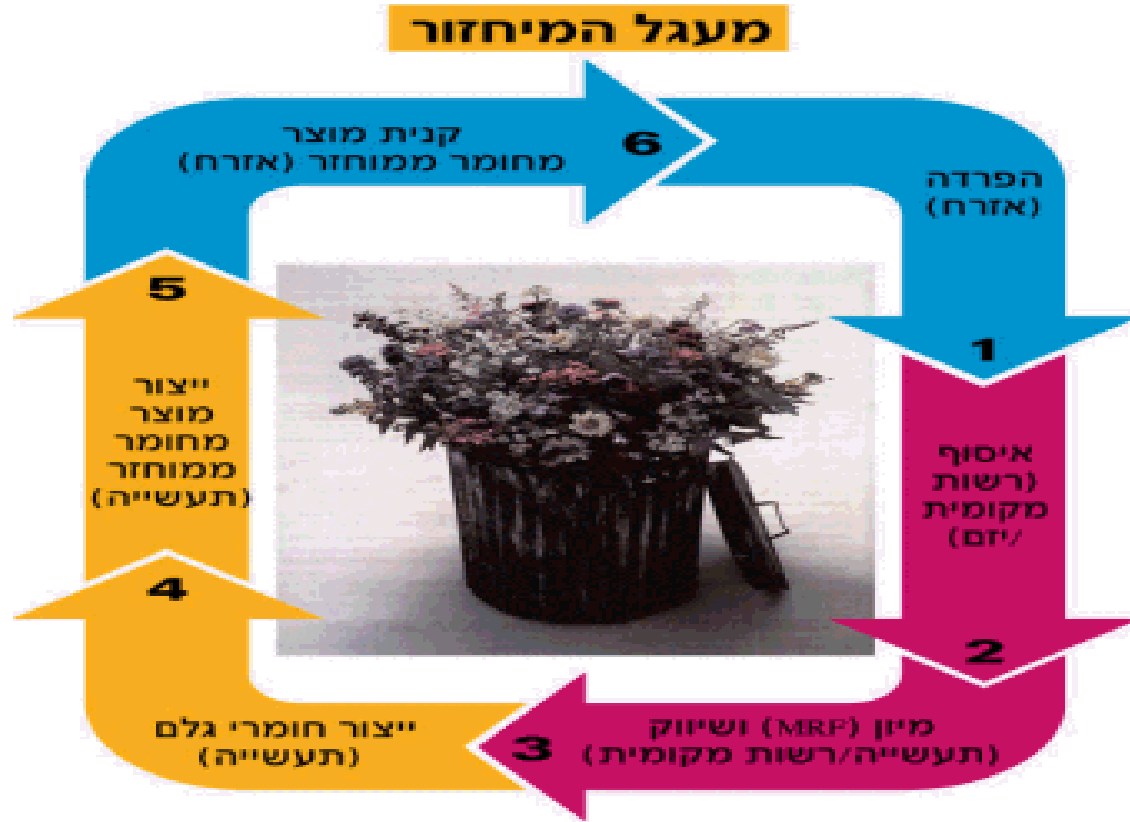 מעגל המיחזור
הפרדה
(אזרח)
1
איסוף
(רשות
מקומית
/יזם)
2
מיון (MRF) ושיווק
(תעשייה/רשות מקומית)
3
ייצור חומרי גלם
(תעשייה)
4
ייצור
מוצר
מחומר
ממוחזר
(תעשייה)
5
קנית מוצר
מחומר ממוחזר (אזרח)
6